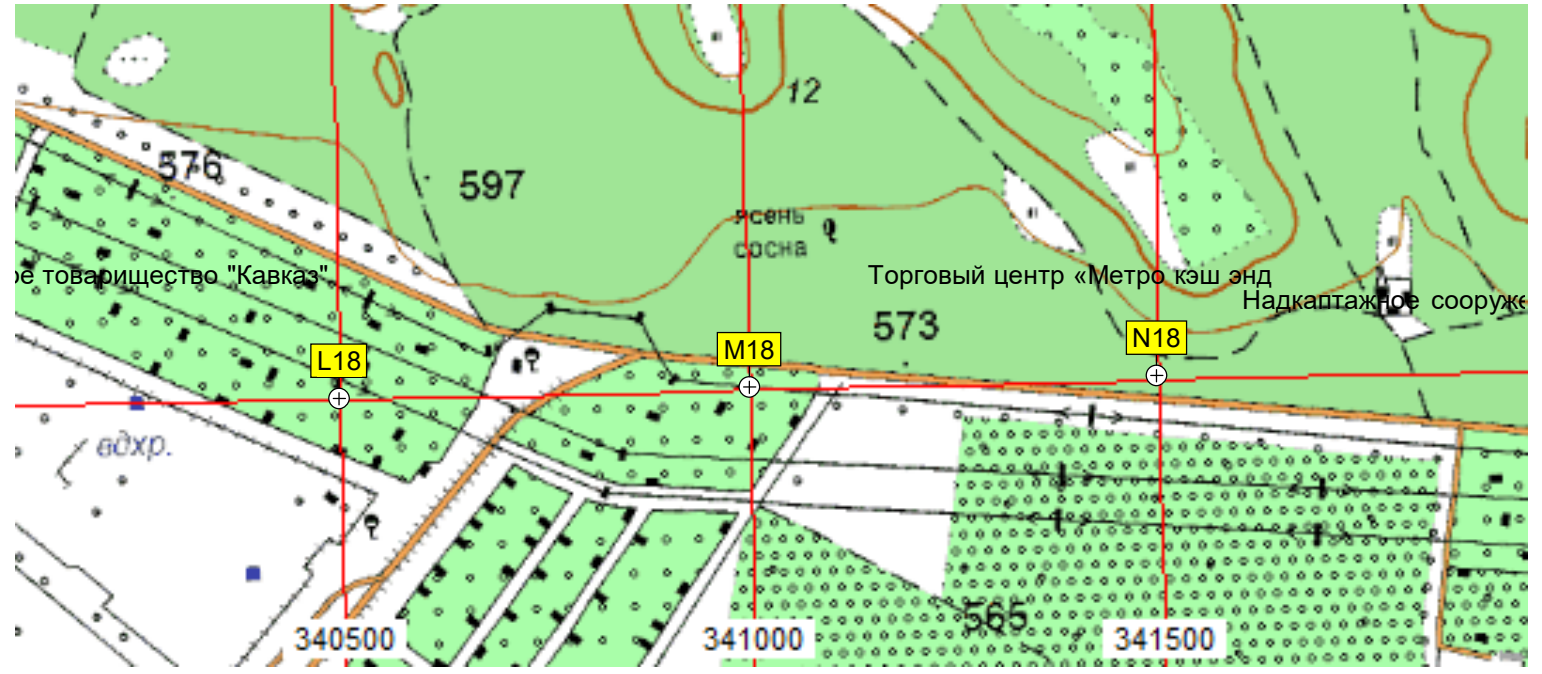 12
576
597
ясень
сосна
ое товарищество "Кавказ"
Торговый центр «Метро кэш энд
Надкаптажное сооруже
573
L18
M18
N18
вдхр.
565
340500
341000
341500